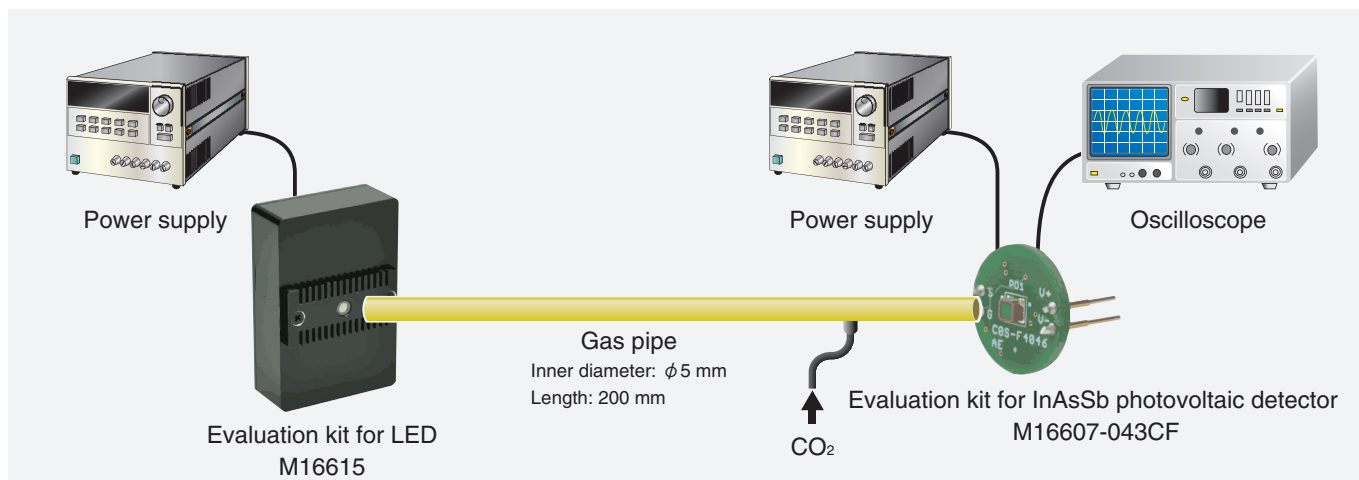 Power supply
Power supply
Oscilloscope
PD1
S
V+
G
V-
C0S-F4046
AE
Gas pipe
Inner diameter: φ5 mm
Length: 200 mm
Evaluation kit for LED
M16615
CO₂
Evaluation kit for InAsSb photovoltaic detector
M16607-043CF